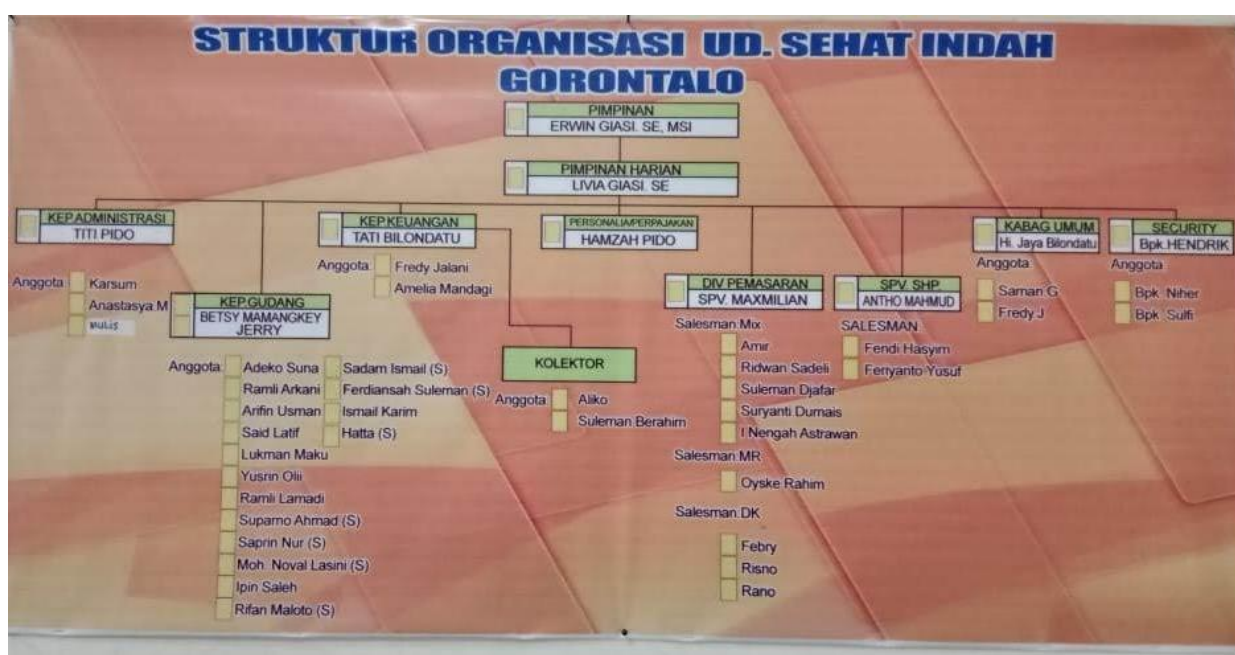 STRUKTUR ORGANISASI UD. SEHAT INDAH
GORONTALO
PIMPINAN
ERWIN GIASI. SE, MSI
PIMPINAN HARIAN
LIVIA GIASI. SE
KEP.ADMINISTRASI
TITI PIDO
Anggota:
Karsum
Anastasya.M
MULIS
KEP.GUDANG
BETSY MAMANGKEY
JERRY
Anggota:
Adeko Suna
Ramli Arkani
Arifin Usman
Said Latif
Lukman Maku
Yusrin Olii
Ramli Lamadi
Suparno Ahmad (S)
Saprin Nur (S)
Moh. Noval Lasini (S)
Ipin Saleh
Rifan Maloto (S)
Sadam Ismail (S)
Ferdiansah Suleman (S)
Ismail Karim
Hatta (S)
KEP.KEUANGAN
TATI BILONDATU
Anggota:
Fredy Jalani
Amelia Mandagi
KOLEKTOR
Anggota:
Aliko
Suleman Berahim
PERSONALIA/PERPAJAKAN
HAMZAH PIDO
DIV PEMASARAN
SPV. MAXMILIAN
Salesman:Mix
Amir
Ridwan Sadeli
Suleman Djafar
Suryanti Dumais
I Nengah Astrawan
Salesman:MR
Oyske Rahim
Salesman:DK
Febry
Risno
Rano
SPV. SHP.
ANTHO MAHMUD
SALESMAN
Fendi Hasyim
Ferryanto Yusuf
KABAG UMUM
Hi. Jaya Bilondatu
Anggota:
Saman.G
Fredy.J
SECURITY
Bpk.HENDRIK
Anggota:
Bpk. Niher
Bpk. Sulfi